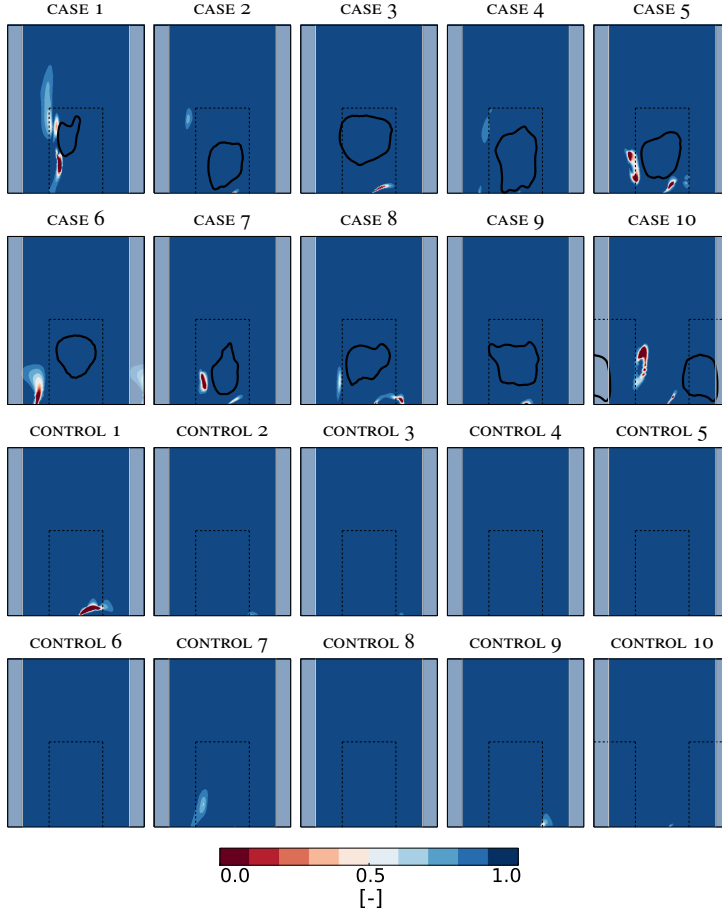 CASE 1 CASE 2 CASE 3 CASE 4 CASE 5
CASE 6 CASE 7 CASE 8 CASE 9 CASE 10
CONTROL 1 CONTROL 2 CONTROL 3 CONTROL 4 CONTROL 5
CONTROL 6 CONTROL 7 CONTROL 8 CONTROL 9 CONTROL 10
0.0 0.5 1.0
[-]